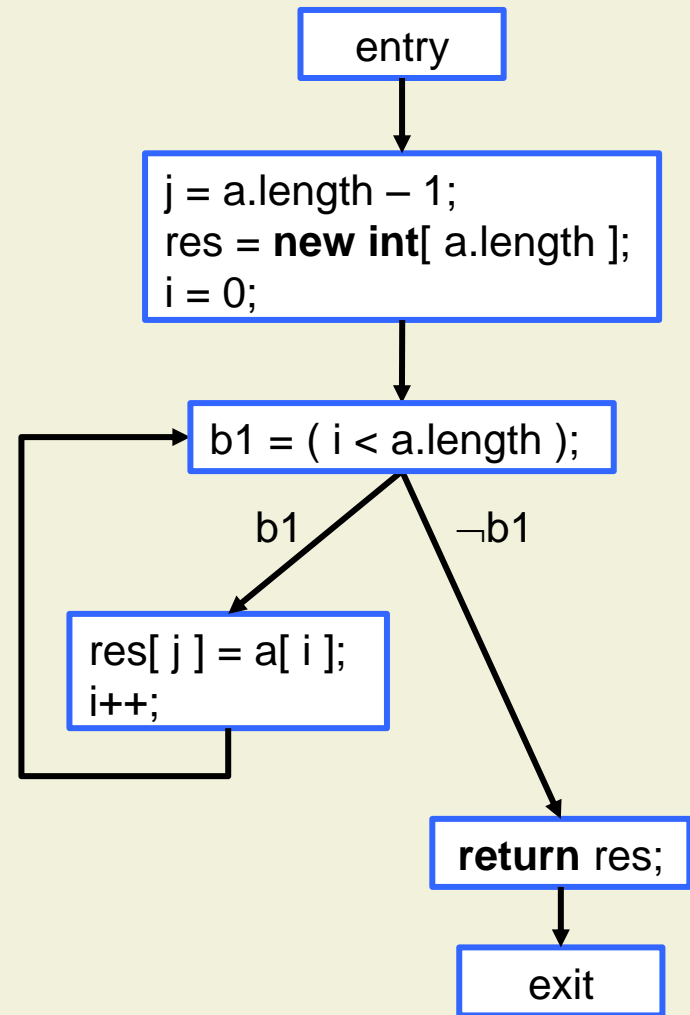 entry
j = a.length – 1;
res = new int[ a.length ];
i = 0;
b1 = ( i < a.length );
b1
¬b1
res[ j ] = a[ i ];
i++;
return res;
exit